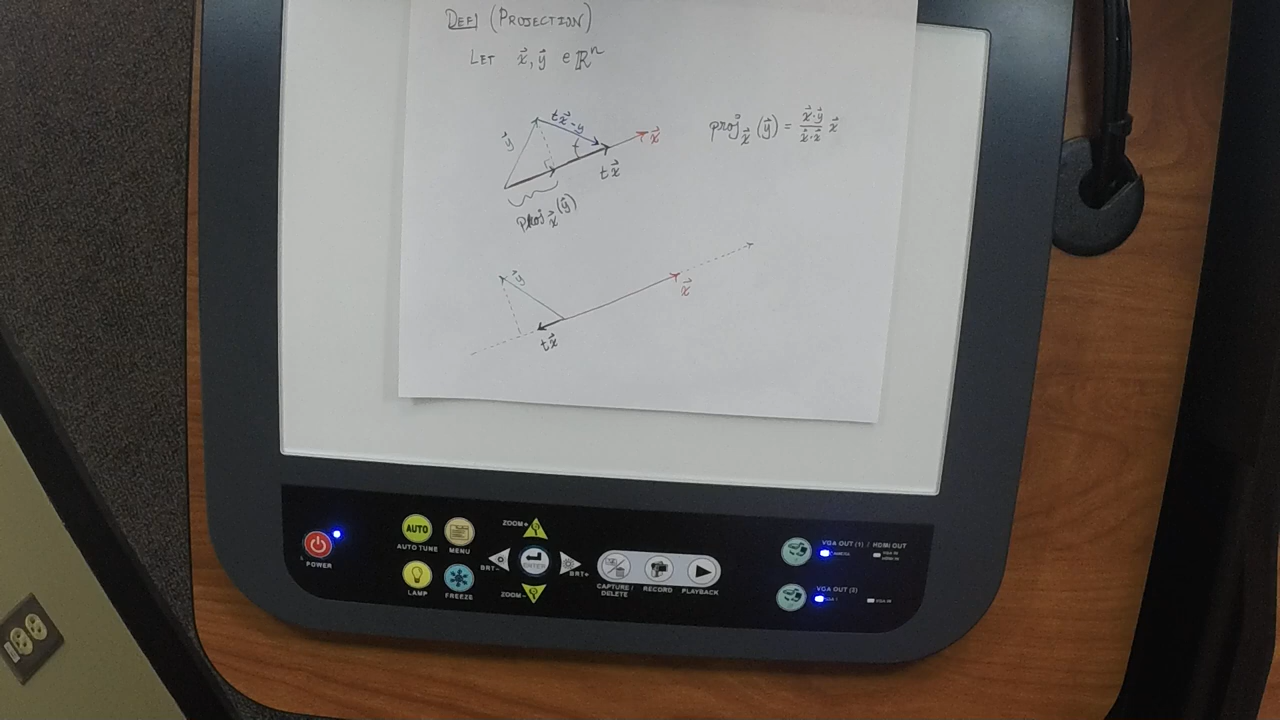 DEF] (PROJECTION)
LET x⃗, y⃗ ∈ ℝⁿ
tx⃗-y
y⃗
x⃗
tx⃗
proj_x⃗ (y⃗)
proj_x⃗ (y⃗) = (x⃗·y⃗)/(x⃗·x⃗) x⃗
y⃗
x⃗
tx⃗
POWER
AUTO
AUTO TUNE
MENU
LAMP
FREEZE
ZOOM+
BRT-
ENTER
BRT+
ZOOM-
CAPTURE / DELETE
RECORD
PLAYBACK
VGA OUT (1) / HDMI OUT
VGA OUT (2)